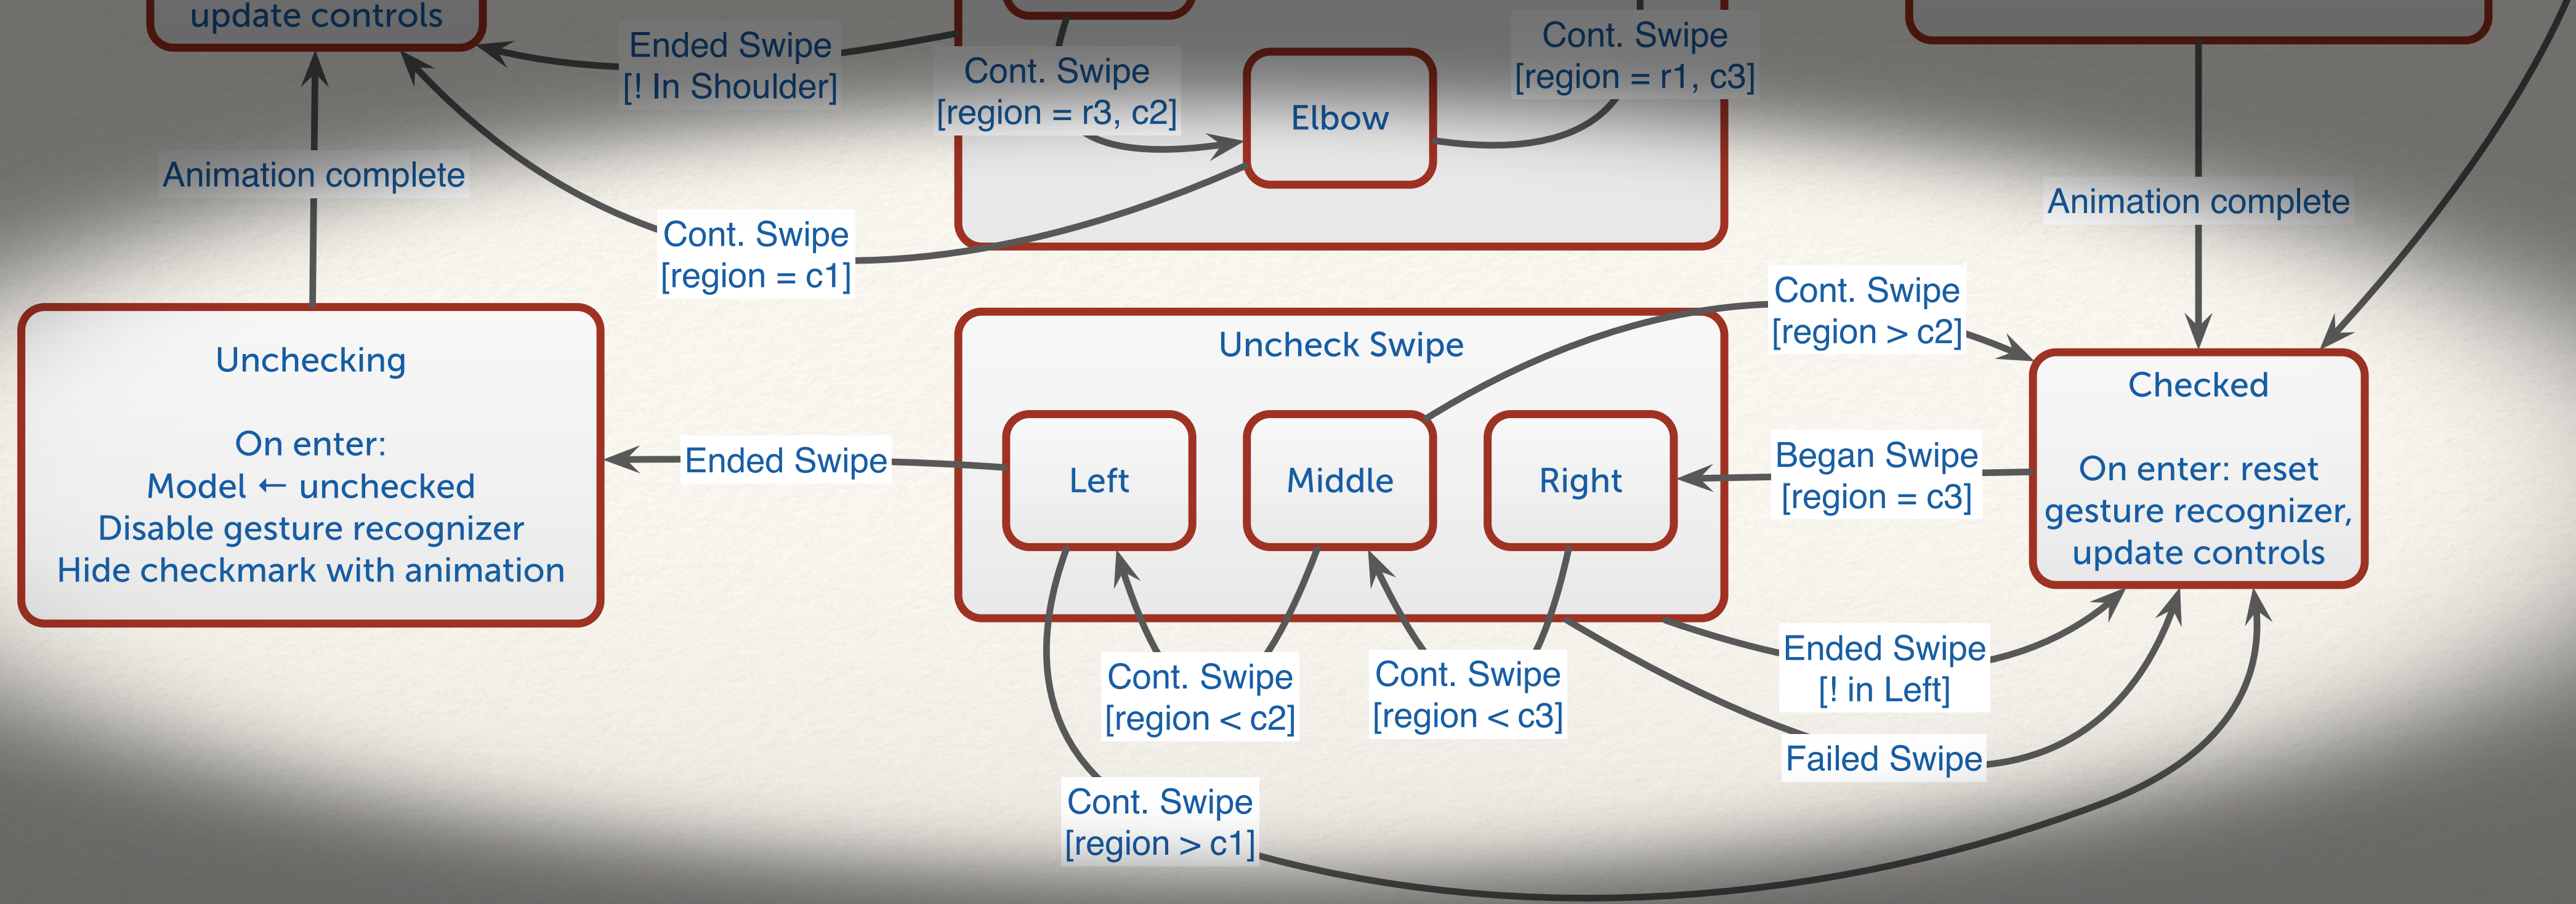 update controls
Ended Swipe
[! In Shoulder]
Cont. Swipe
[region = r3, c2]
Elbow
Cont. Swipe
[region = r1, c3]
Animation complete
Cont. Swipe
[region = c1]
Animation complete
Unchecking
On enter:
Model ← unchecked
Disable gesture recognizer
Hide checkmark with animation
Ended Swipe
Uncheck Swipe
Left
Middle
Right
Cont. Swipe
[region > c2]
Began Swipe
[region = c3]
Checked
On enter: reset
gesture recognizer,
update controls
Cont. Swipe
[region < c2]
Cont. Swipe
[region < c3]
Ended Swipe
[! in Left]
Failed Swipe
Cont. Swipe
[region > c1]